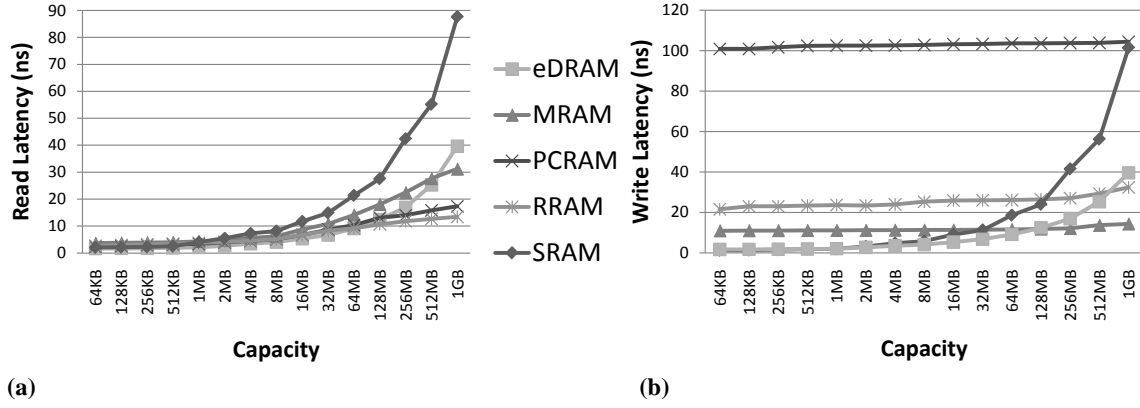 Read Latency (ns)
90
80
70
60
50
40
30
20
10
0
64KB
128KB
256KB
512KB
1MB
2MB
4MB
8MB
16MB
32MB
64MB
128MB
256MB
512MB
1GB
Capacity
(a)
eDRAM
MRAM
PCRAM
RRAM
SRAM
Write Latency (ns)
120
100
80
60
40
20
0
64KB
128KB
256KB
512KB
1MB
2MB
4MB
8MB
16MB
32MB
64MB
128MB
256MB
512MB
1GB
Capacity
(b)